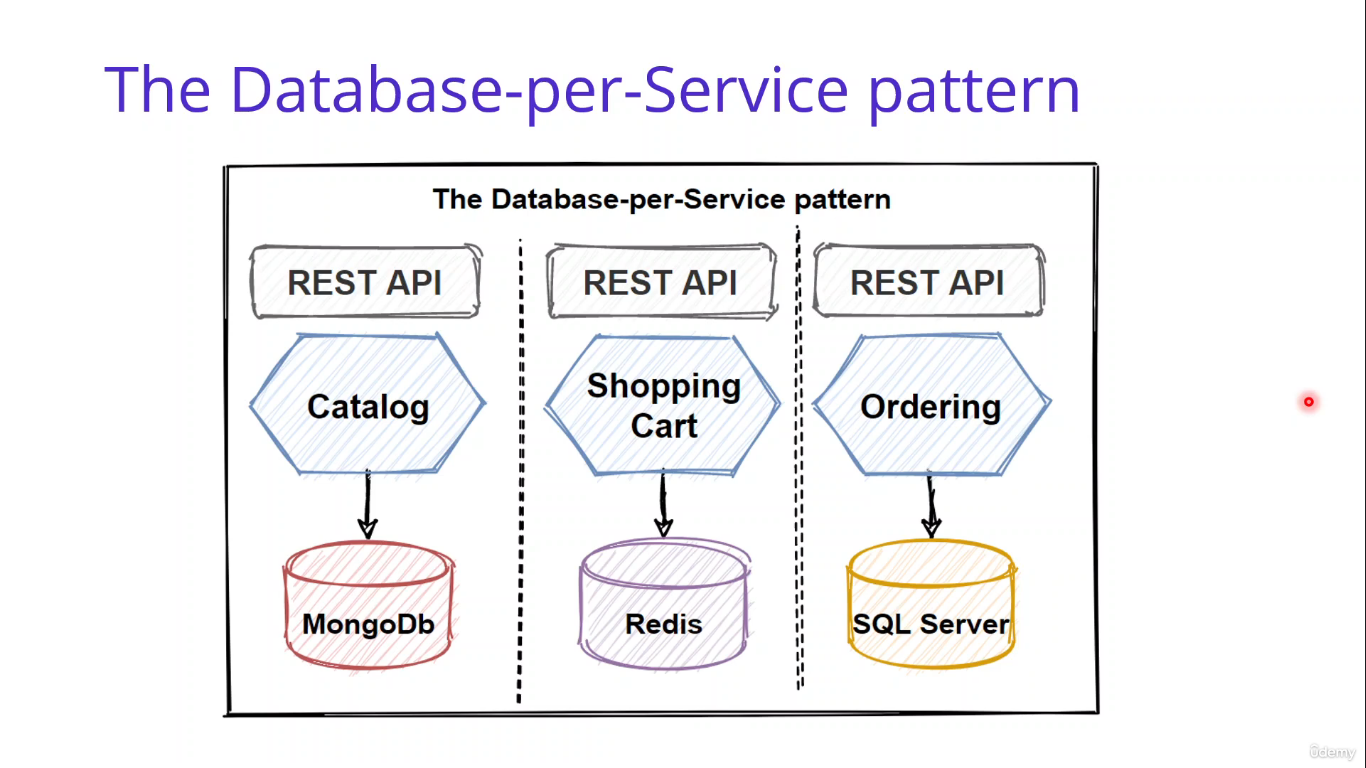 The Database-per-Service pattern
The Database-per-Service pattern
REST API
REST API
REST API
Catalog
Shopping
Cart
Ordering
MongoDb
Redis
SQL Server
ûdemy